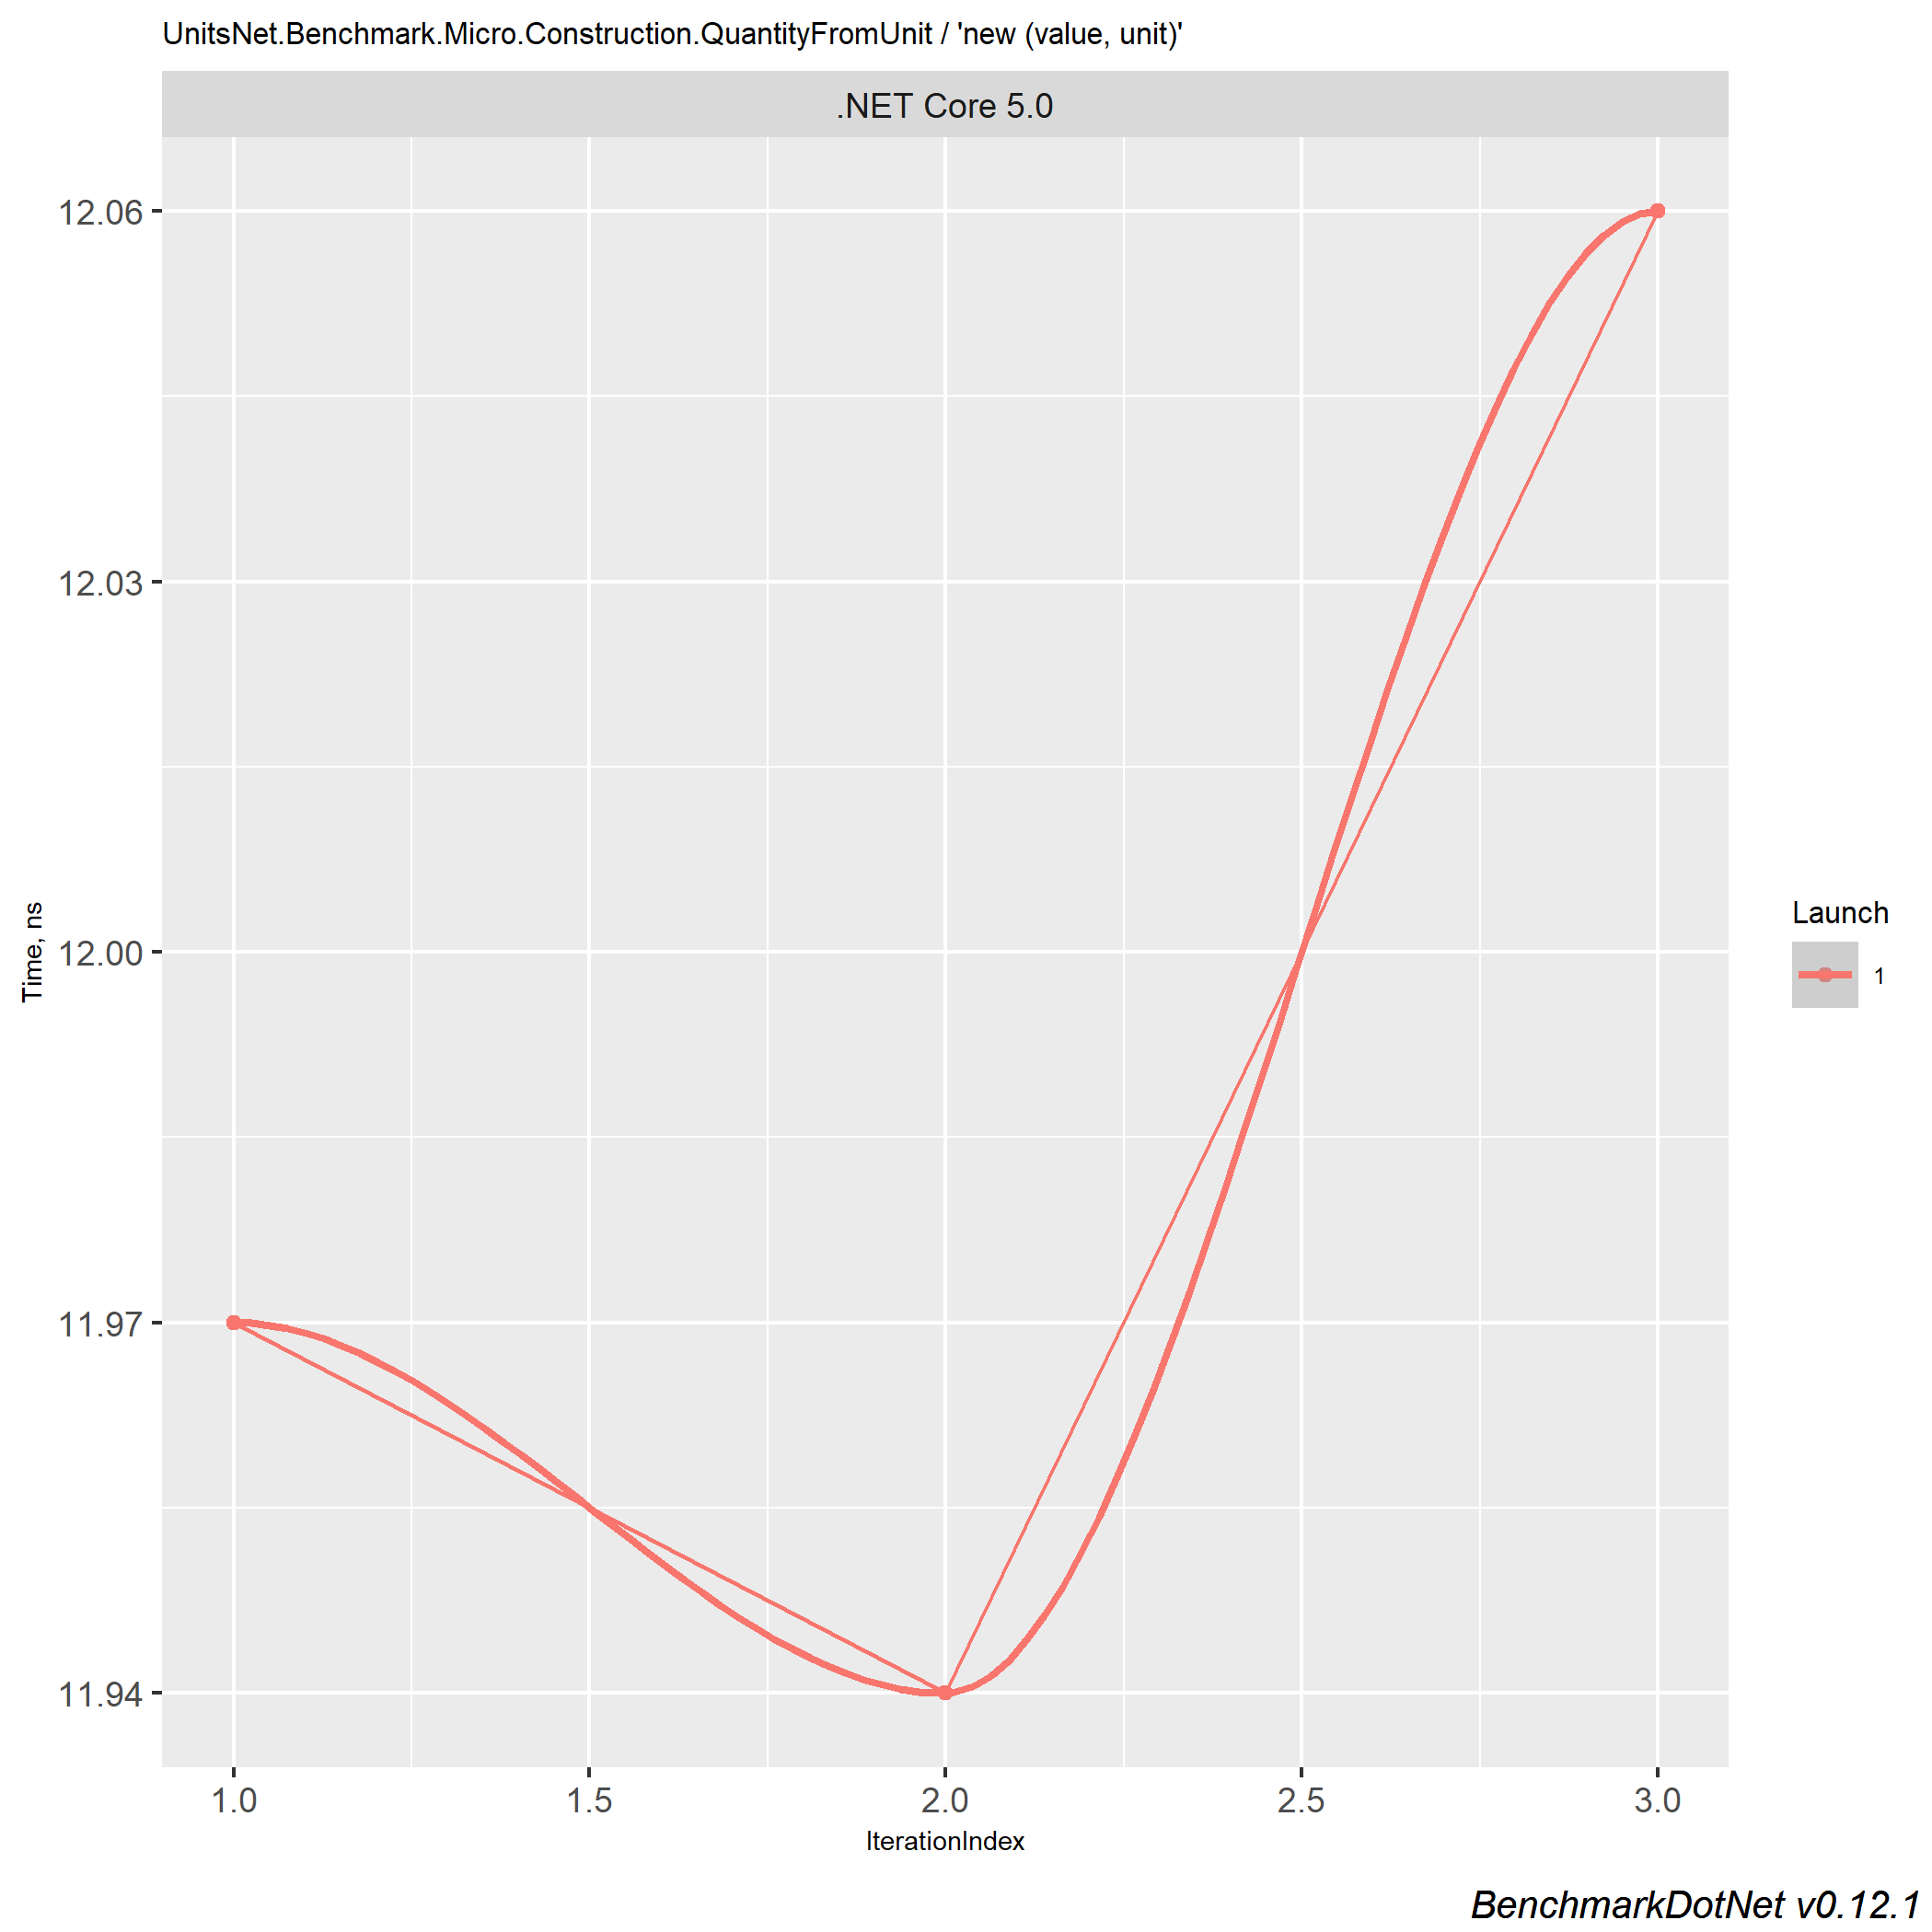 UnitsNet.Benchmark.Micro.Construction.QuantityFromUnit / 'new (value, unit)'
.NET Core 5.0
12.06
12.03
12.00
11.97
11.94
Time, ns
1.0 1.5 2.0 2.5 3.0
IterationIndex
Launch
1
BenchmarkDotNet v0.12.1